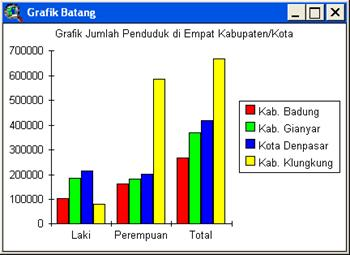 Grafik Batang
Grafik Jumlah Penduduk di Empat Kabupaten/Kota
700000
600000
500000
400000
300000
200000
100000
0
Laki
Perempuan
Total
Kab. Badung
Kab. Gianyar
Kota Denpasar
Kab. Klungkung